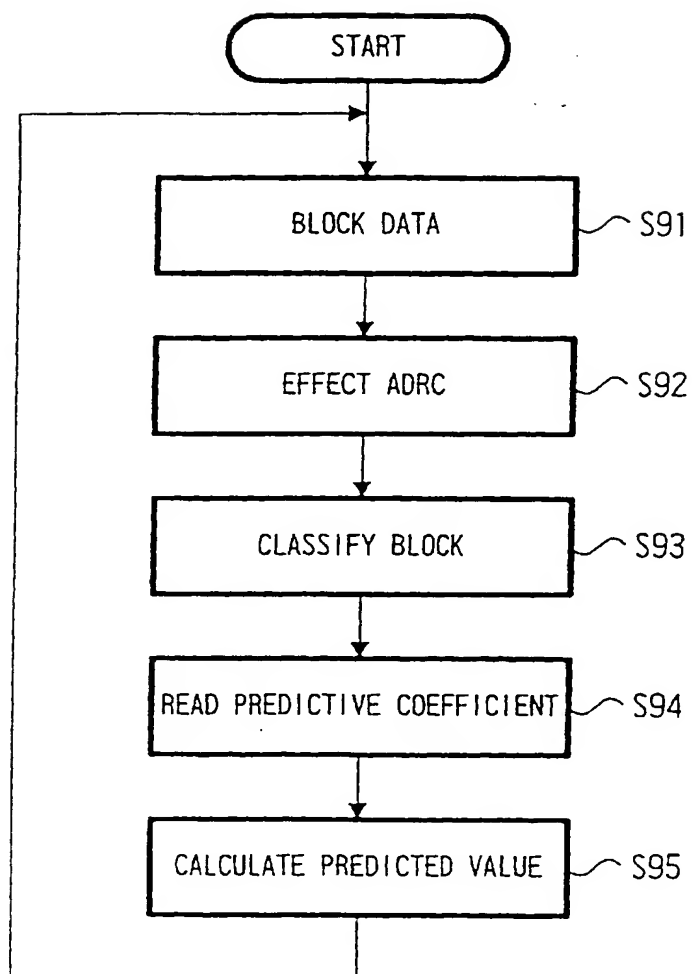 START
BLOCK DATA S91
EFFECT ADRC S92
CLASSIFY BLOCK S93
READ PREDICTIVE COEFFICIENT S94
CALCULATE PREDICTED VALUE S95